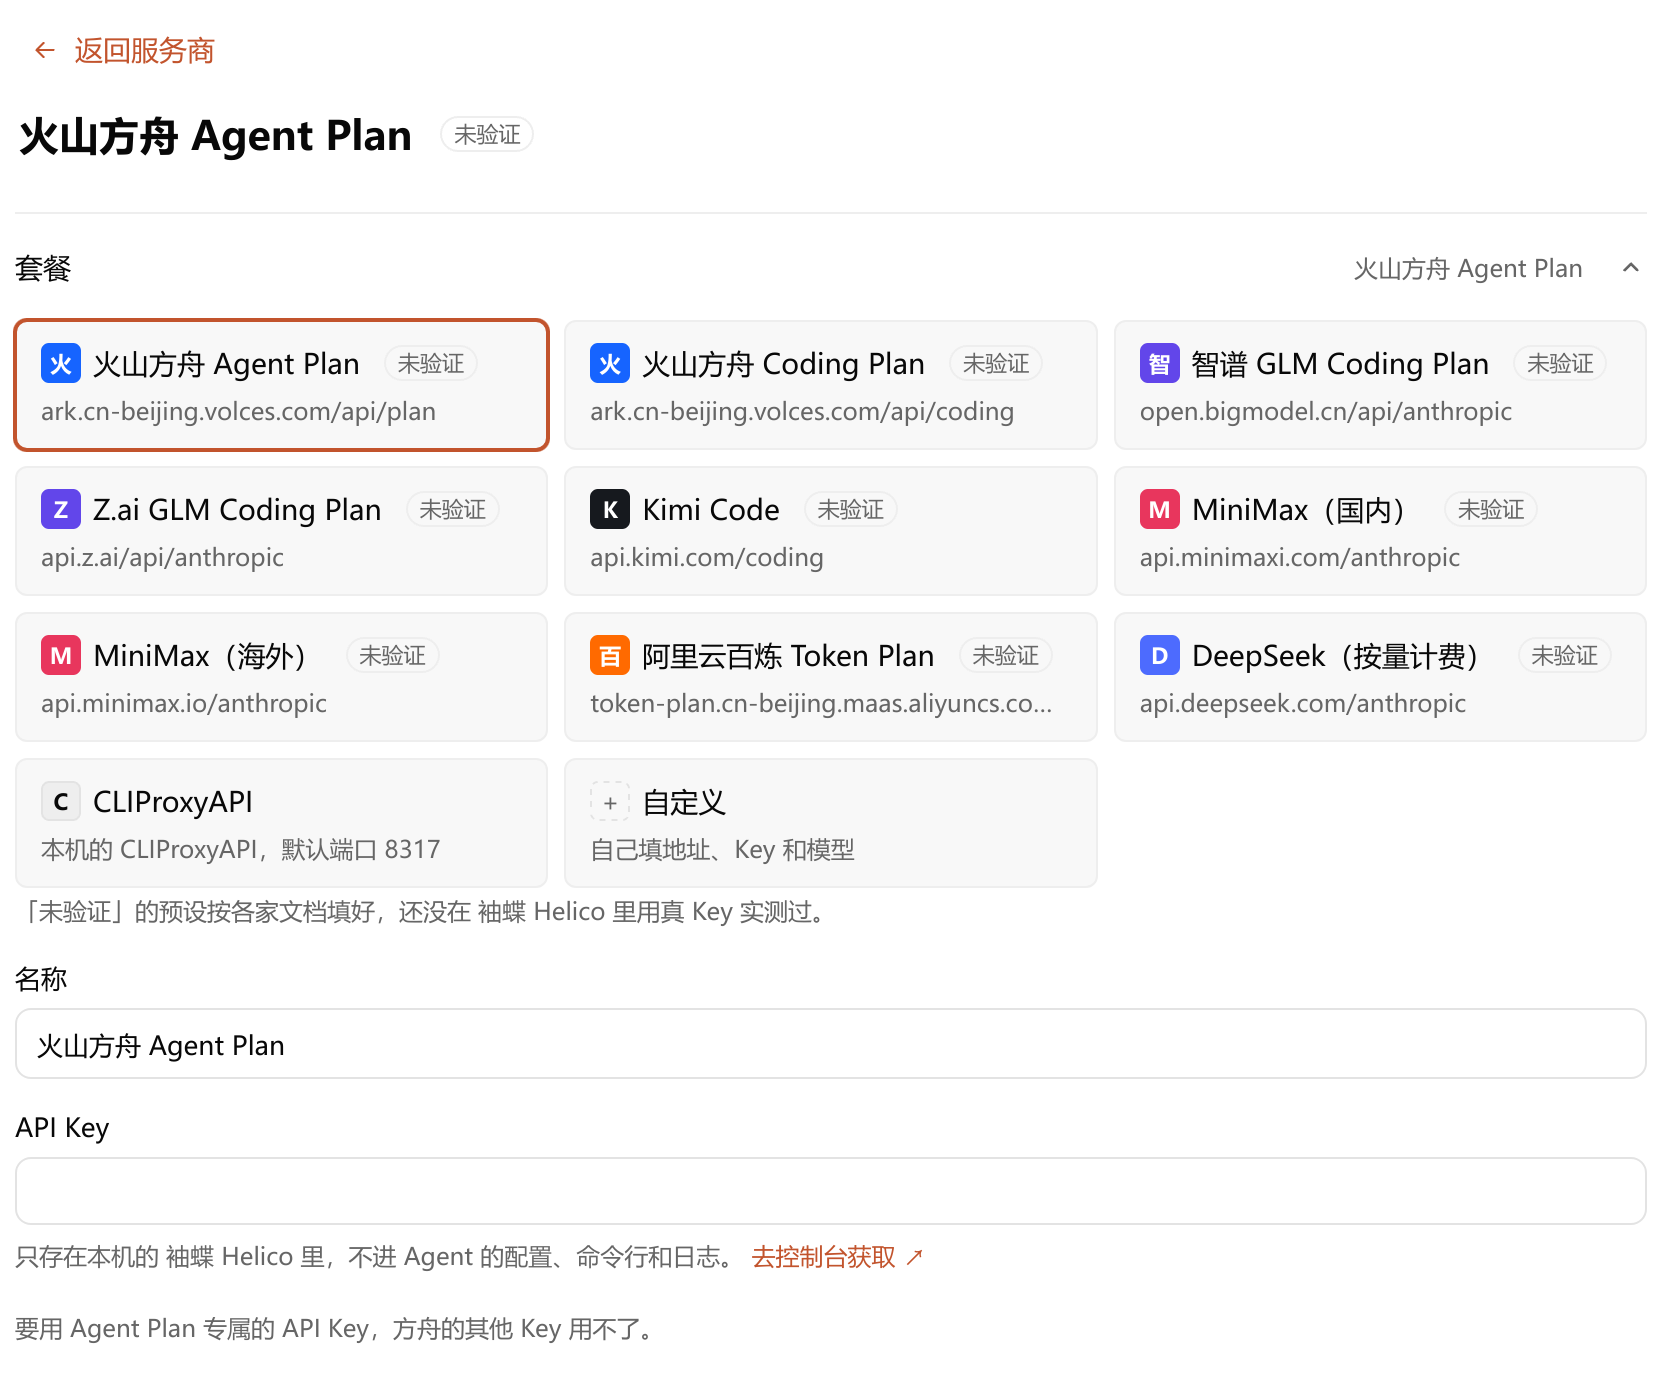 ← 返回服务商
火山方舟 Agent Plan 未验证
套餐 火山方舟 Agent Plan
火 火山方舟 Agent Plan 未验证
ark.cn-beijing.volces.com/api/plan
火 火山方舟 Coding Plan 未验证
ark.cn-beijing.volces.com/api/coding
智 智谱 GLM Coding Plan 未验证
open.bigmodel.cn/api/anthropic
Z Z.ai GLM Coding Plan 未验证
api.z.ai/api/anthropic
K Kimi Code 未验证
api.kimi.com/coding
M MiniMax（国内） 未验证
api.minimaxi.com/anthropic
M MiniMax（海外） 未验证
api.minimax.io/anthropic
百 阿里云百炼 Token Plan 未验证
token-plan.cn-beijing.maas.aliyuncs.co...
D DeepSeek（按量计费） 未验证
api.deepseek.com/anthropic
C CLIProxyAPI
本机的 CLIProxyAPI，默认端口 8317
+ 自定义
自己填地址、Key 和模型
「未验证」的预设按各家文档填好，还没在 袖蝶 Helico 里用真 Key 实测过。
名称
火山方舟 Agent Plan
API Key
只存在本机的 袖蝶 Helico 里，不进 Agent 的配置、命令行和日志。 去控制台获取 ↗
要用 Agent Plan 专属的 API Key，方舟的其他 Key 用不了。